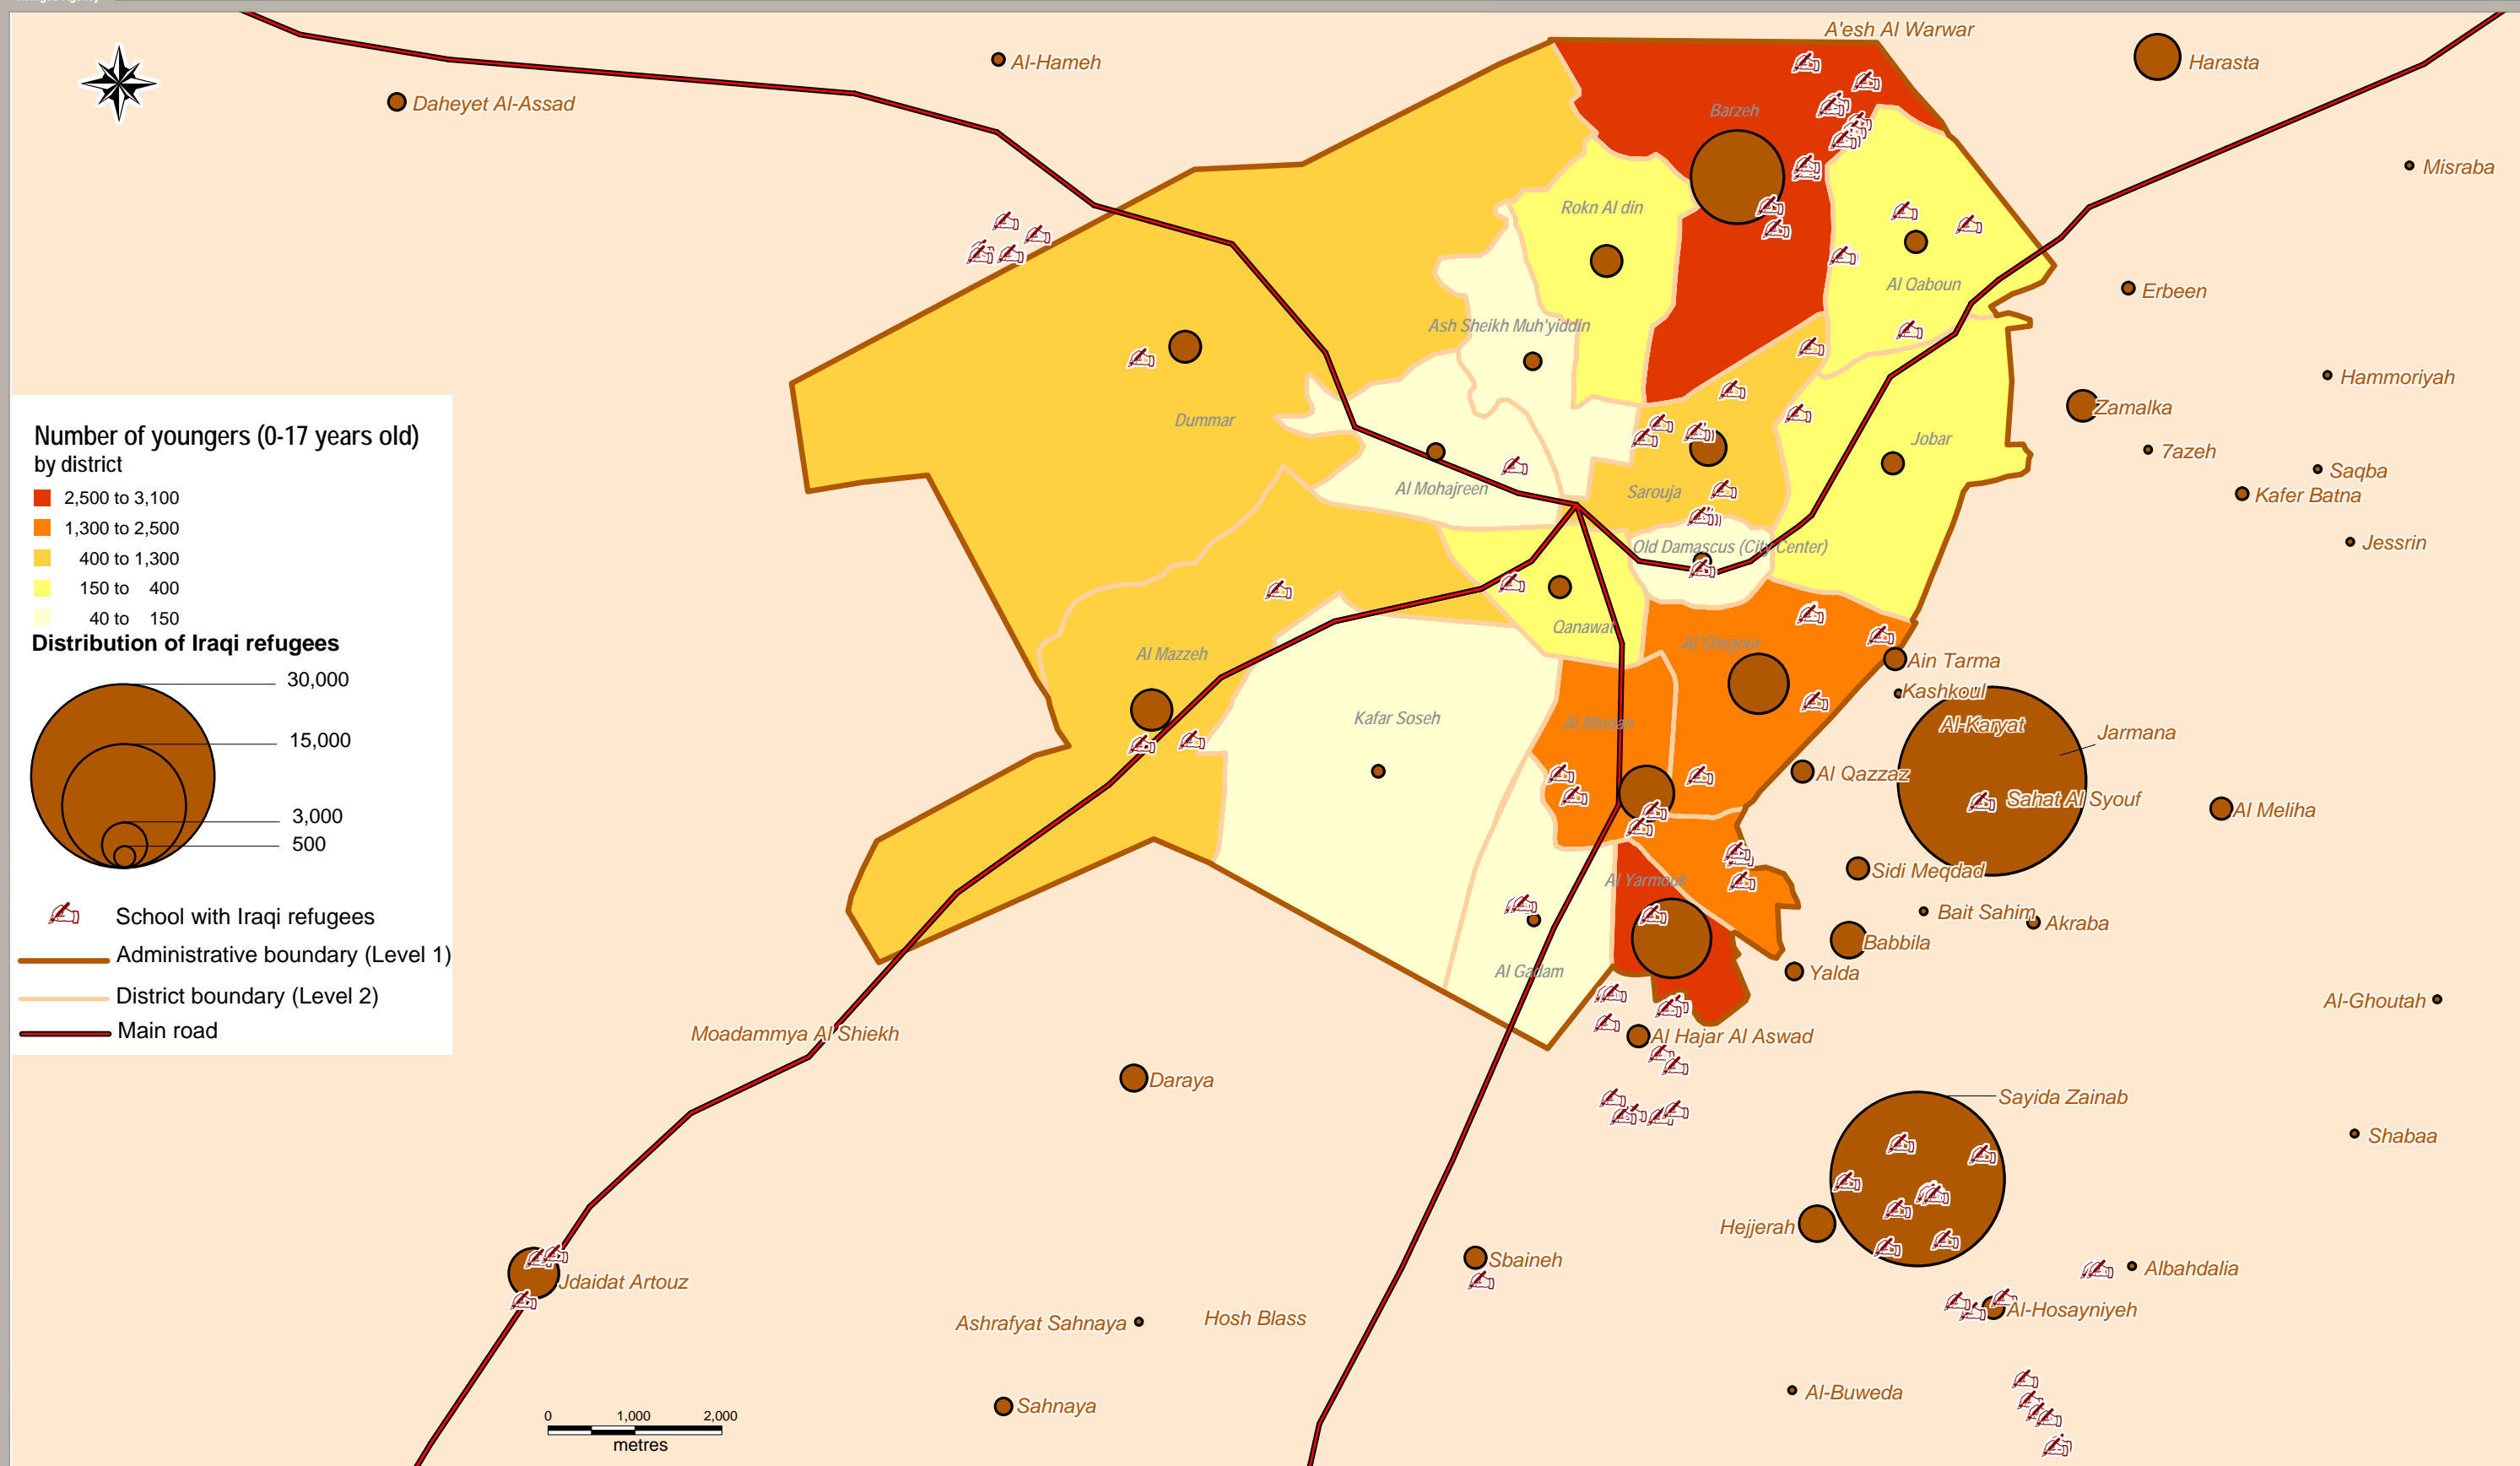 A'esh Al Warwar
Harasta
Al-Hameh
Daheyet Al-Assad
Barzeh
Misraba
Rokn Al din
Al Qaboun
Erbeen
Ash Sheikh Muh'yiddin
Hammoriyah
Zamalka
Dummar
Jobar
7azeh
Saqba
Al Mohajreen
Sarouja
Kafer Batna
Old Damascus (City Center)
Jessrin
Number of youngers (0-17 years old)
by district
2,500 to 3,100
1,300 to 2,500
400 to 1,300
150 to 400
40 to 150
Distribution of Iraqi refugees
30,000
15,000
3,000
500
School with Iraqi refugees
Administrative boundary (Level 1)
District boundary (Level 2)
Main road
Qanawat
Al Shagour
Al Mazzeh
Ain Tarma
Kashkoul
Kafar Soseh
Al Miedan
Al-Karyat
Jarmana
Al Qazzaz
Sahat Al Syouf
Al Meliha
Sidi Meqdad
Al Yarmouk
Bait Sahim
Akraba
Babbila
Al Gadam
Yalda
Al-Ghoutah
Moadammya Al Shiekh
Al Hajar Al Aswad
Daraya
Sayida Zainab
Shabaa
Hejjerah
Sbaineh
Albahdalia
Jdaidat Artouz
Al-Hosayniyeh
Ashrafyat Sahnaya
Hosh Blass
Al-Buweda
Sahnaya
0 1,000 2,000
metres